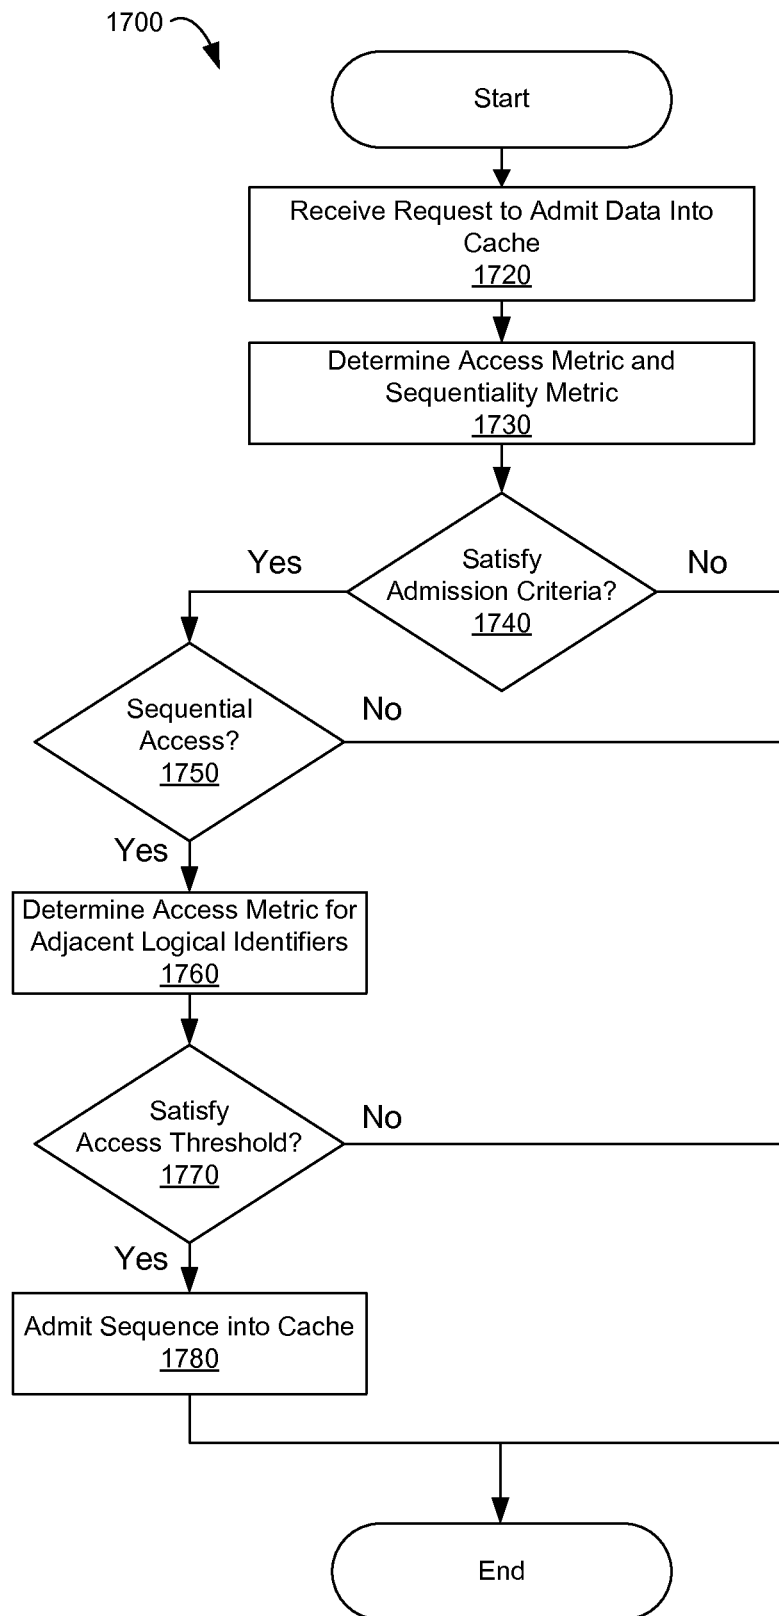 1700
Start
Receive Request to Admit Data Into
Cache
1720
Determine Access Metric and
Sequentiality Metric
1730
Satisfy
Admission Criteria?
1740
Yes
No
Sequential
Access?
1750
No
Yes
Determine Access Metric for
Adjacent Logical Identifiers
1760
Satisfy
Access Threshold?
1770
No
Yes
Admit Sequence into Cache
1780
End